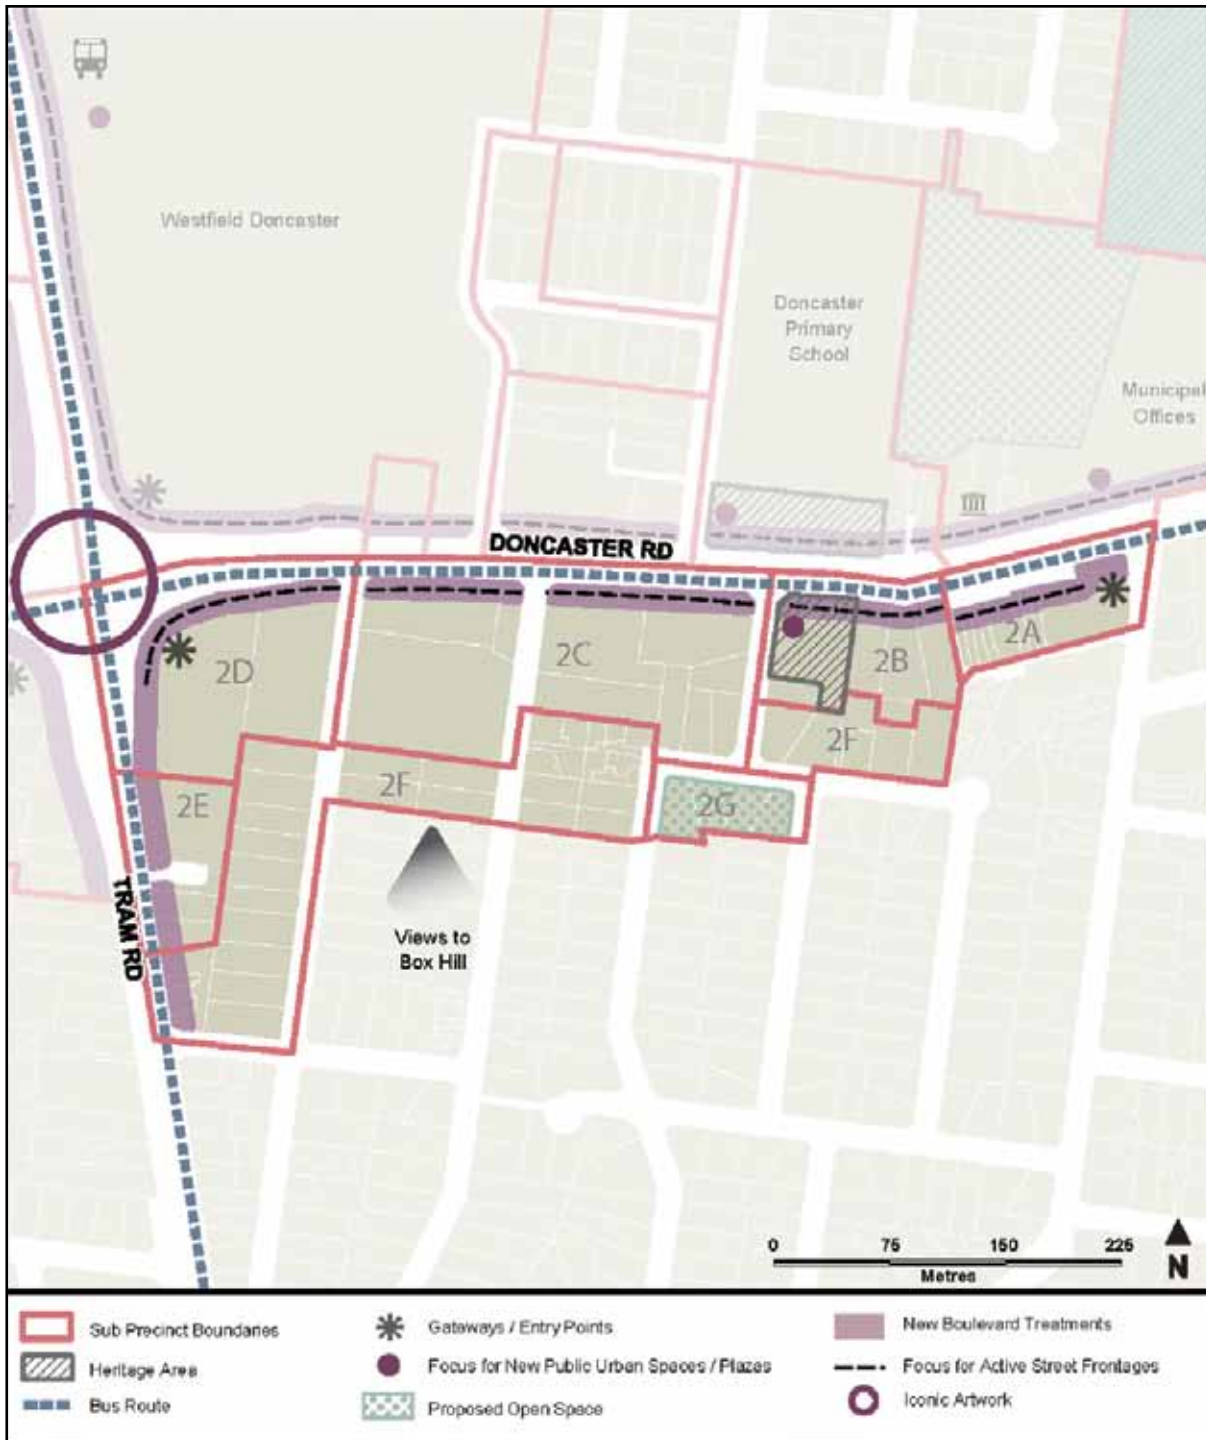 Westfield Doncaster
Doncaster
Primary
School
Municipal
Offices
DONCASTER RD
2D
2C
2B
2A
2F
2F
2E
2G
TRAM RD
Views to
Box Hill
0 75 150 225
Metres
N
Sub Precinct Boundaries
Gateways / Entry Points
New Boulevard Treatments
Heritage Area
Focus for New Public Urban Spaces / Plazas
Focus for Active Street Frontages
Bus Route
Proposed Open Space
Iconic Artwork